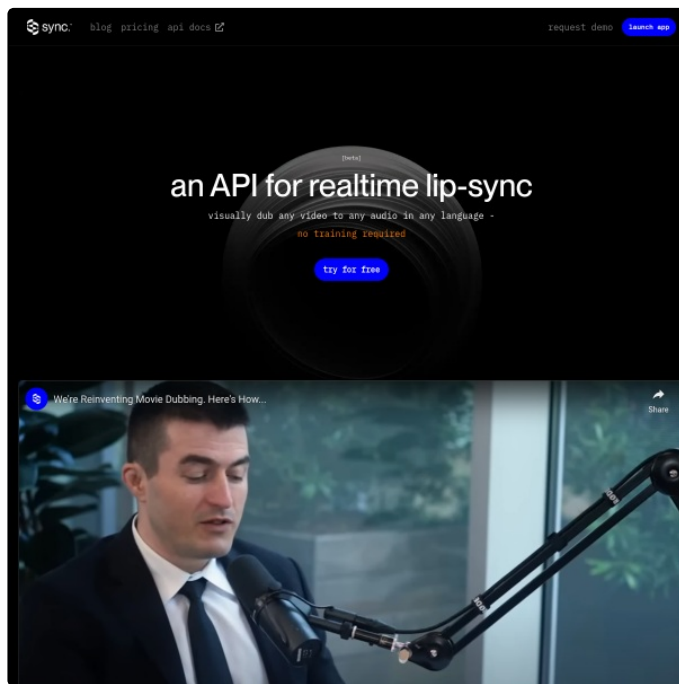 sync.
blog pricing api docs
request demo launch app
[beta]
an API for realtime lip-sync
visually dub any video to any audio in any language -
no training required
try for free
We're Reinventing Movie Dubbing. Here's How...
Share